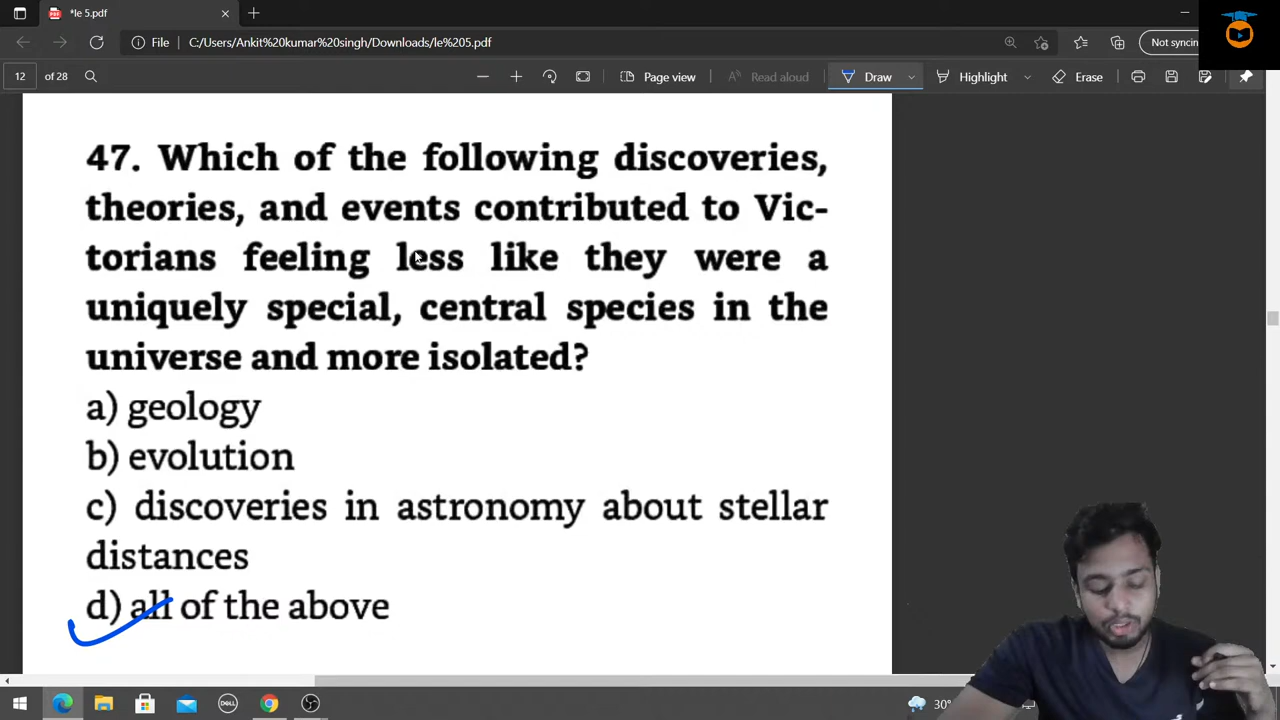 *le 5.pdf
File C:/Users/Ankit%20kumar%20singh/Downloads/le%205.pdf
Not syncin
12 of 28
Page view
Read aloud
Draw
Highlight
Erase
47. Which of the following discoveries,
theories, and events contributed to Vic-
torians feeling less like they were a
uniquely special, central species in the
universe and more isolated?
a) geology
b) evolution
c) discoveries in astronomy about stellar
distances
d) all of the above
DELL
30°